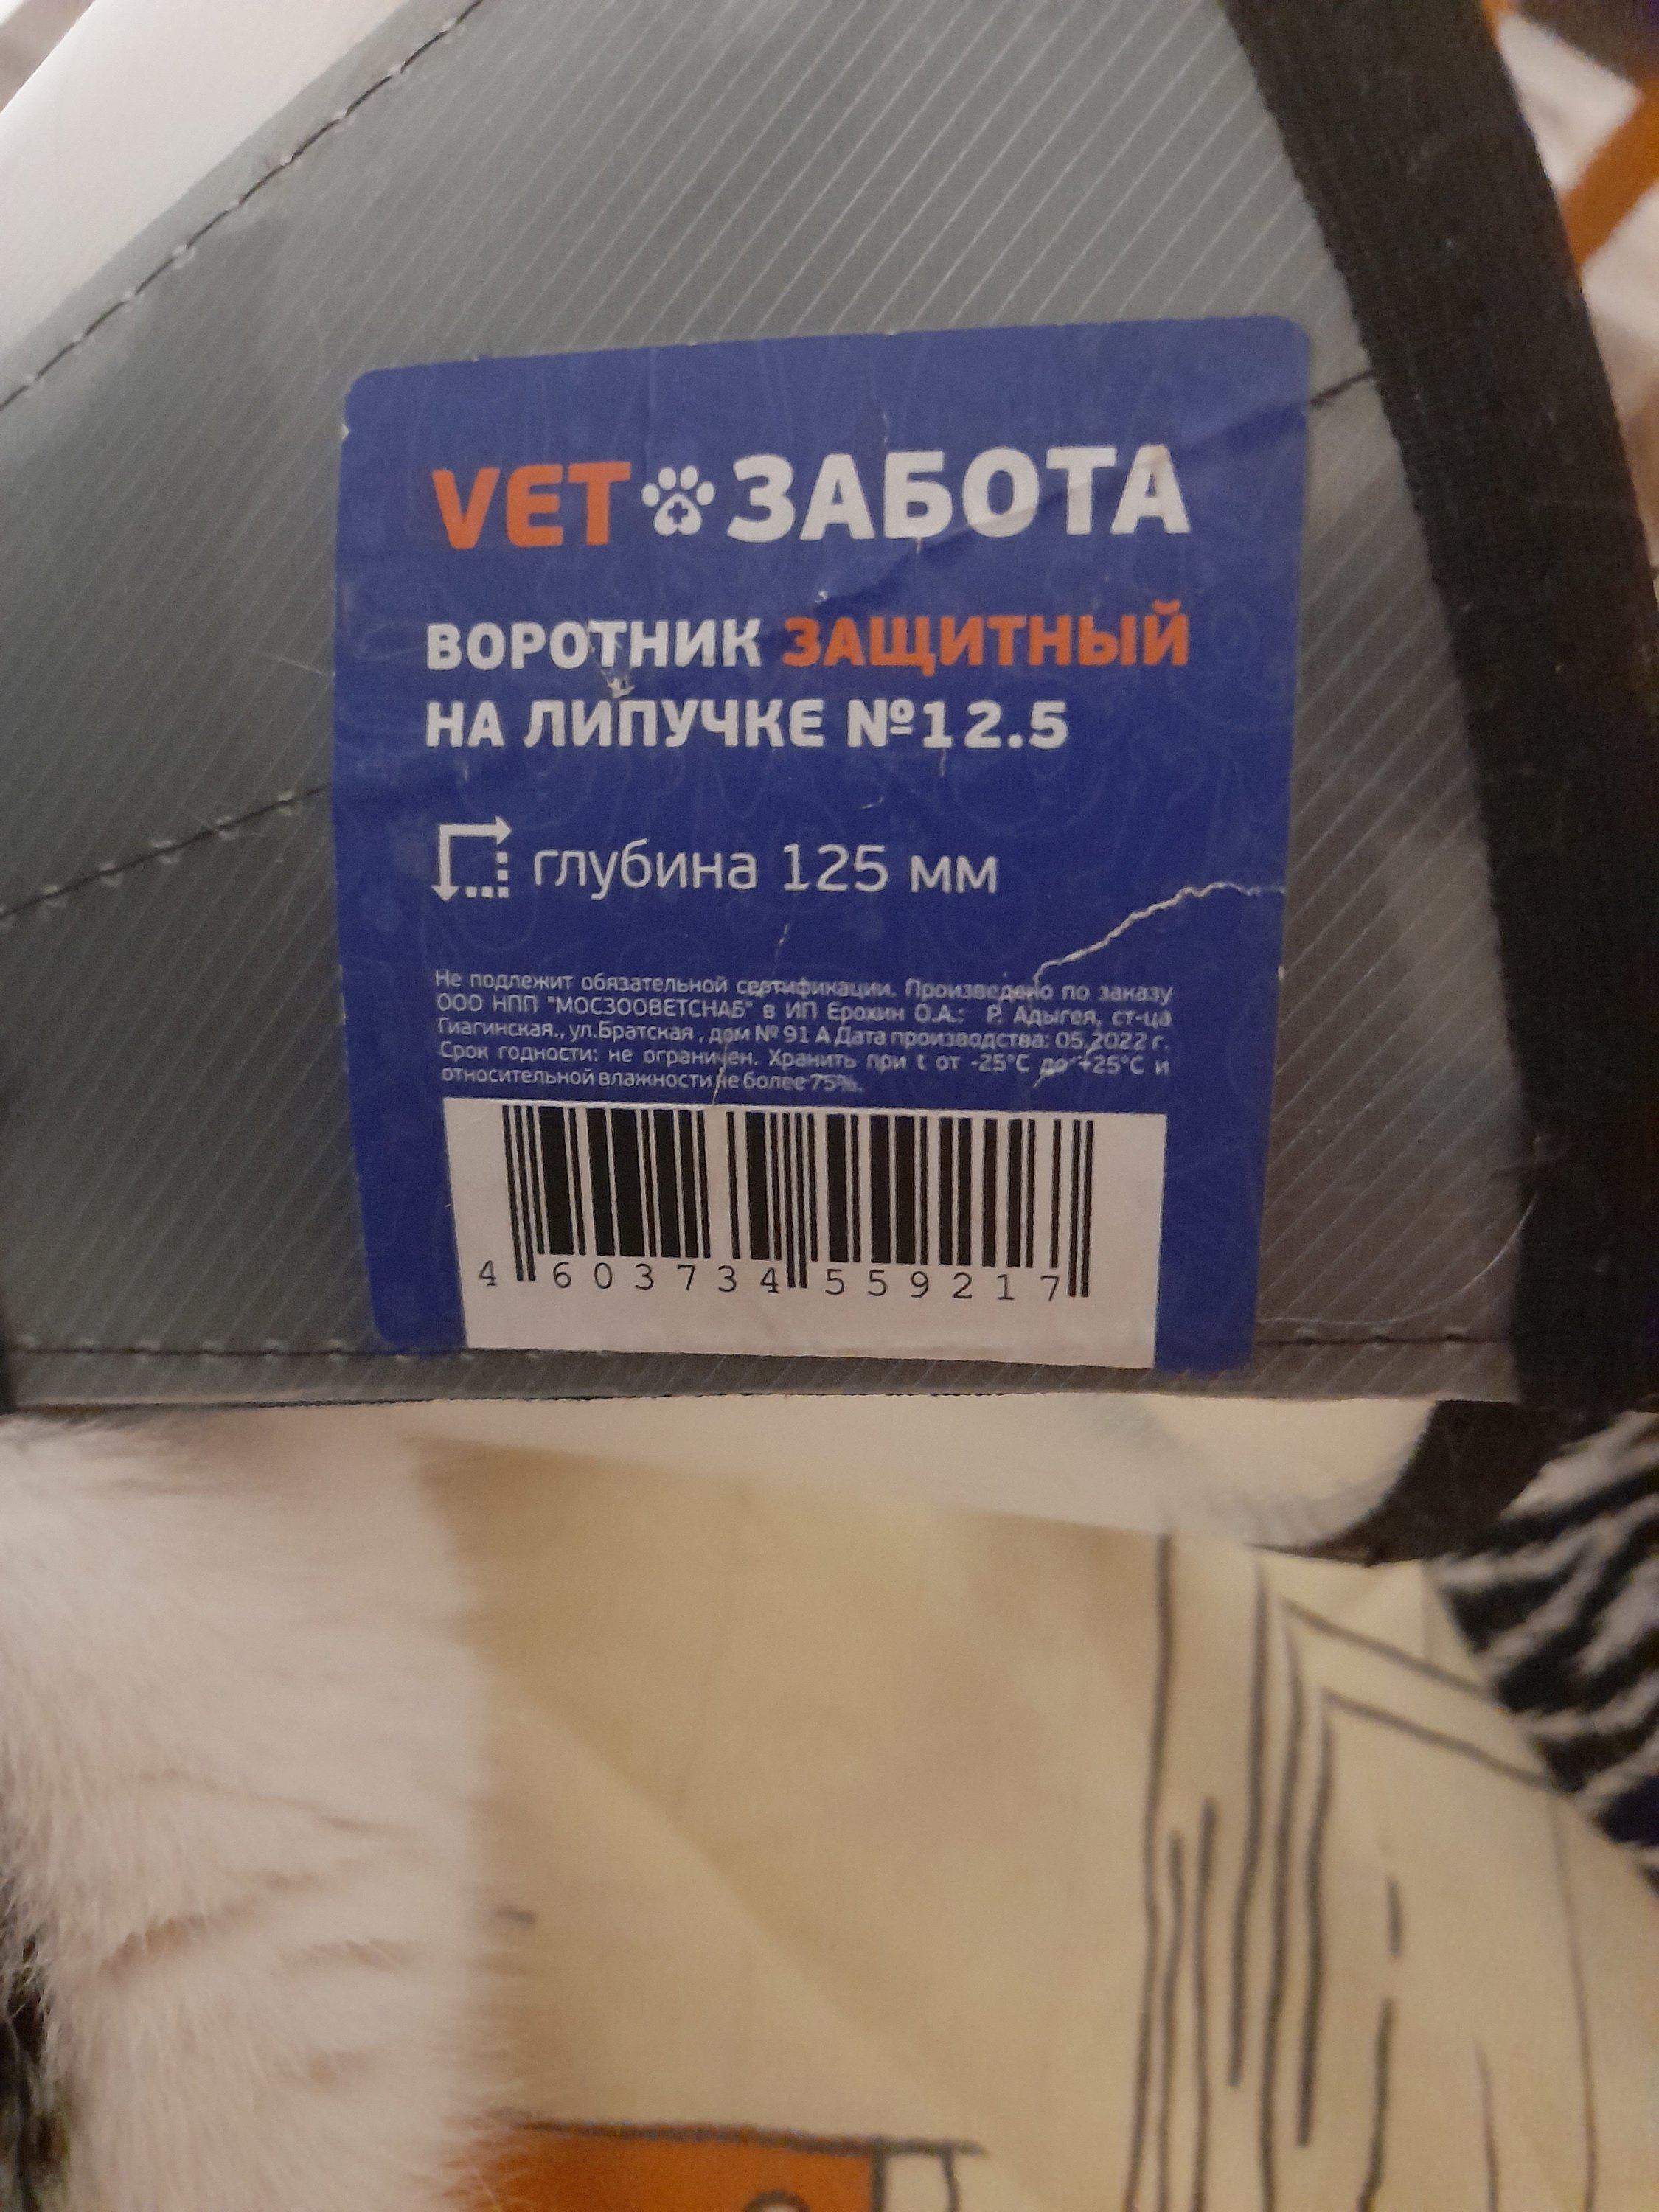 VET ЗАБОТА
ВОРОТНИК ЗАЩИТНЫЙ
НА ЛИПУЧКЕ №12.5
глубина 125 мм
Не подлежит обязательной сертификации. Произведено по заказу
ООО НПП "МОСЗООВЕТСНАБ" в ИП Ерохин О.А.: Р. Адыгея, ст-ца
Гиагинская., ул.Братская , дом № 91 А Дата производства: 05.2022 г.
Срок годности: не ограничен. Хранить при t от -25°C до +25°C и
относительной влажности не более 75%.
4 603734 559217